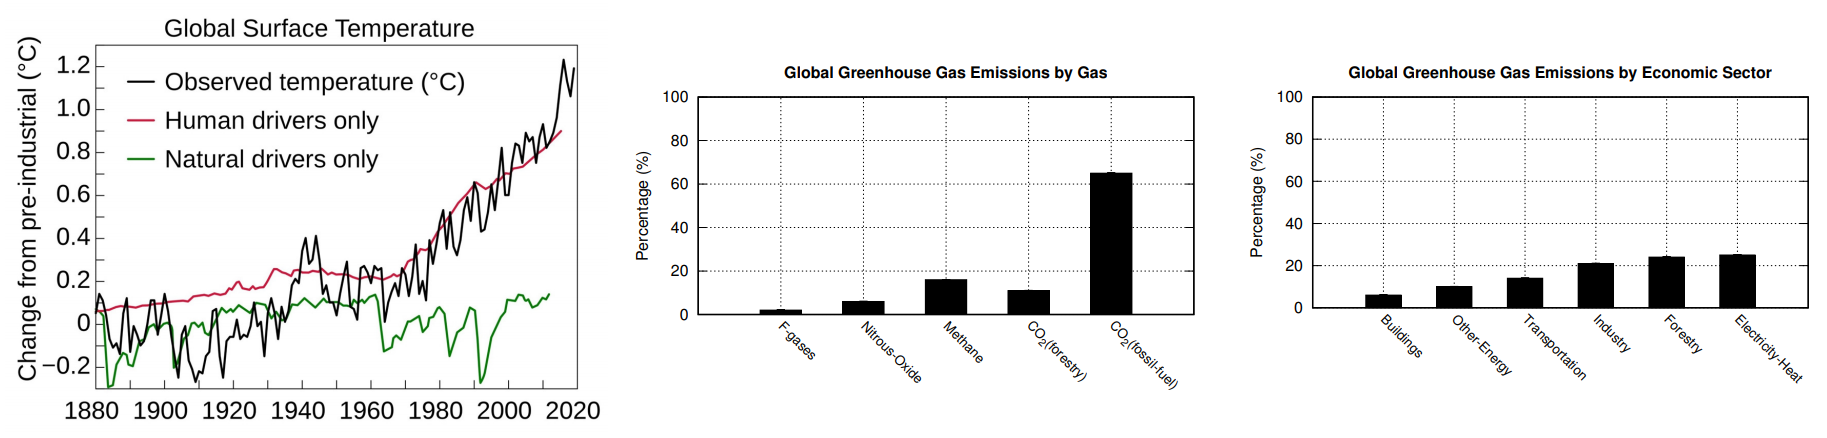 Global Surface Temperature
Change from pre-industrial (°C)
1.2
1.0
0.8
0.6
0.4
0.2
0
−0.2
Observed temperature (°C)
Human drivers only
Natural drivers only
1880 1900 1920 1940 1960 1980 2000 2020
Global Greenhouse Gas Emissions by Gas
Percentage (%)
100
80
60
40
20
0
F-gases
Nitrous-Oxide
Methane
CO2(forestry)
CO2(fossil-fuel)
Global Greenhouse Gas Emissions by Economic Sector
Percentage (%)
100
80
60
40
20
0
Buildings
Other-Energy
Transportation
Industry
Forestry
Electricity-Heat